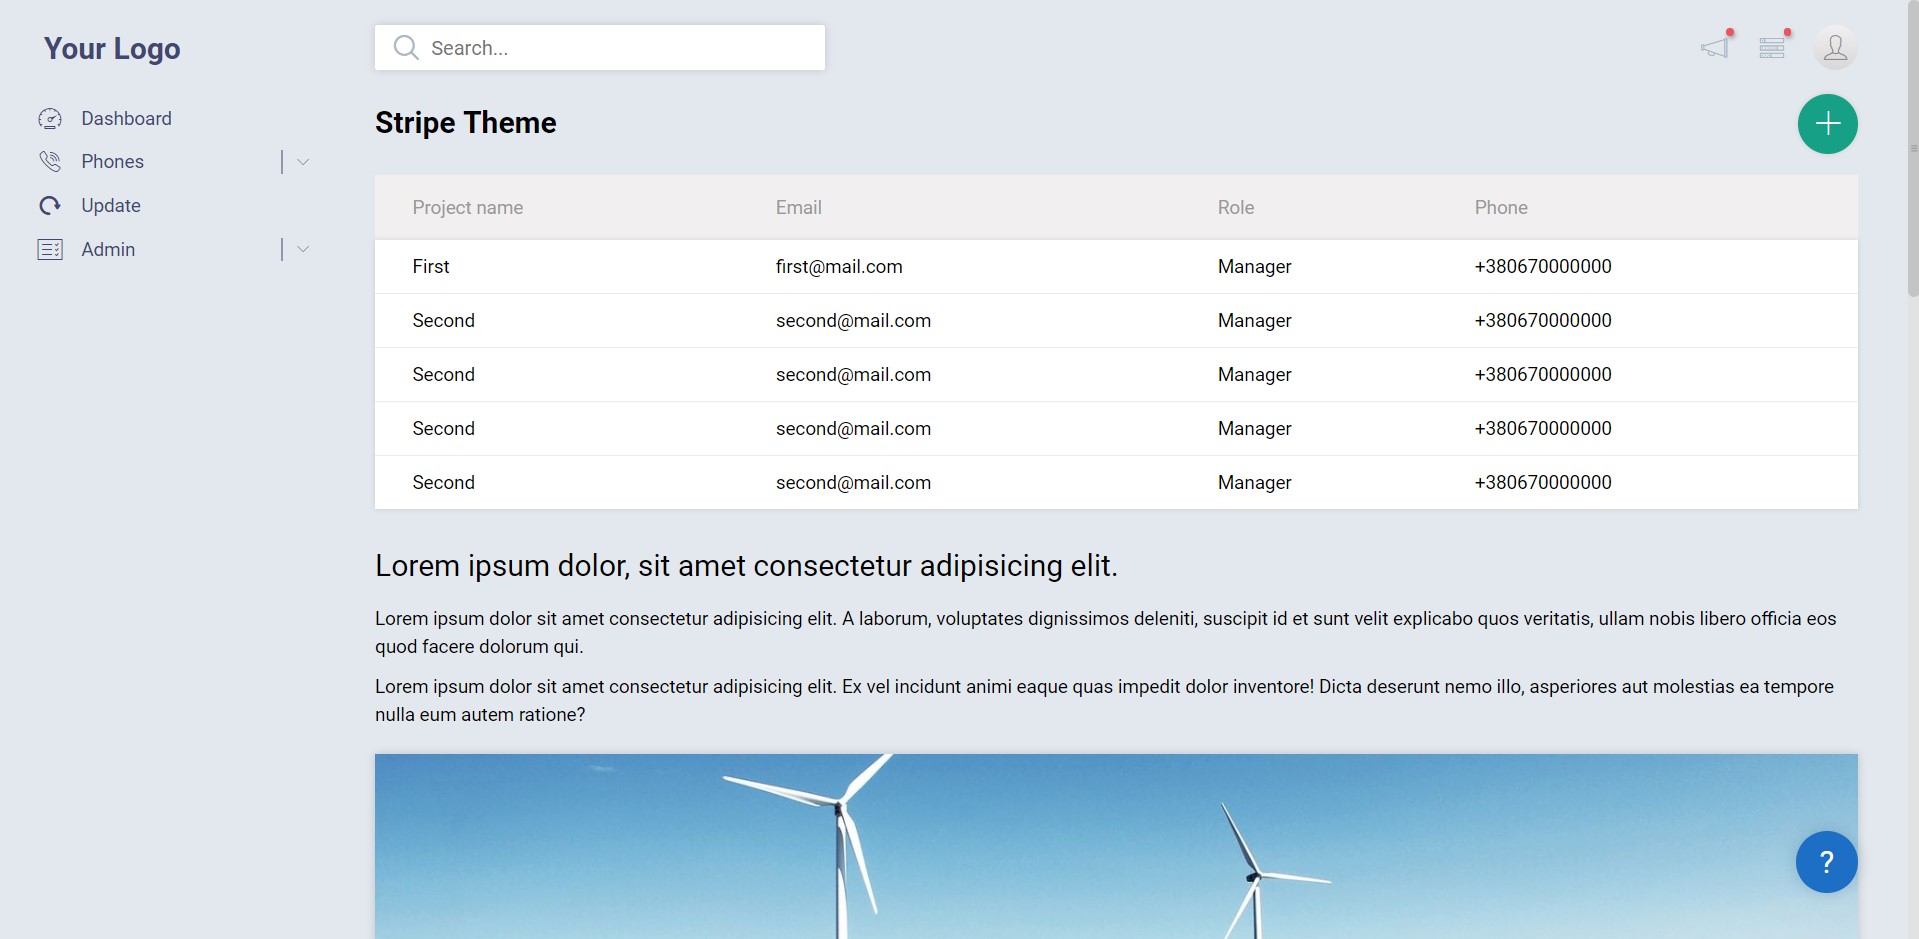 Your Logo
Search...
Dashboard
Phones
Update
Admin
Stripe Theme
Project name Email Role Phone
First first@mail.com Manager +380670000000
Second second@mail.com Manager +380670000000
Second second@mail.com Manager +380670000000
Second second@mail.com Manager +380670000000
Second second@mail.com Manager +380670000000
Lorem ipsum dolor, sit amet consectetur adipisicing elit.
Lorem ipsum dolor sit amet consectetur adipisicing elit. A laborum, voluptates dignissimos deleniti, suscipit id et sunt velit explicabo quos veritatis, ullam nobis libero officia eos
quod facere dolorum qui.
Lorem ipsum dolor sit amet consectetur adipisicing elit. Ex vel incidunt animi eaque quas impedit dolor inventore! Dicta deserunt nemo illo, asperiores aut molestias ea tempore
nulla eum autem ratione?
?